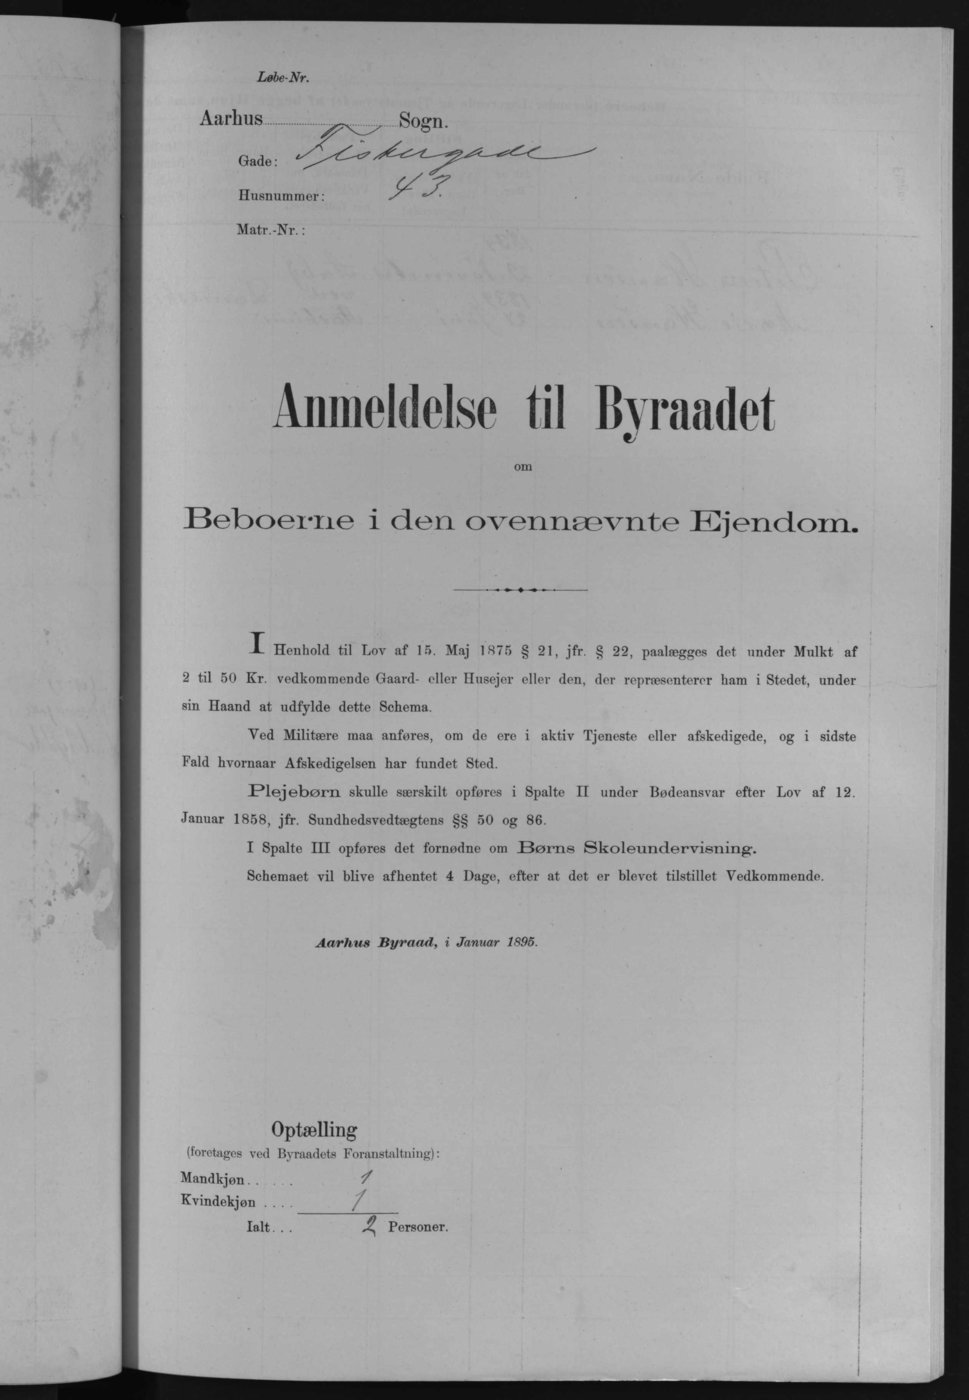 Løbe-Nr.
Aarhus Sogn.
Gade: Fiskergade
Husnummer: 43.
Matr.-Nr.:
Anmeldelse til Byraadet
om
Beboerne i den ovennævnte Ejendom.
I Henhold til Lov af 15. Maj 1875 § 21, jfr. § 22, paalægges det under Mulkt af
2 til 50 Kr. vedkommende Gaard- eller Husejer eller den, der repræsenterer ham i Stedet, under
sin Haand at udfylde dette Schema.
Ved Militære maa anføres, om de ere i aktiv Tjeneste eller afskedigede, og i sidste
Fald hvornaar Afskedigelsen har fundet Sted.
Plejebørn skulle særskilt opføres i Spalte II under Bødeansvar efter Lov af 12.
Januar 1858, jfr. Sundhedsvedtægtens §§ 50 og 86.
I Spalte III opføres det fornødne om Børns Skoleundervisning.
Schemaet vil blive afhentet 4 Dage, efter at det er blevet tilstillet Vedkommende.
Aarhus Byraad, i Januar 1895.
Optælling
(foretages ved Byraadets Foranstaltning):
Mandkjøn..... 1
Kvindekjøn .... 1
Ialt... 2 Personer.